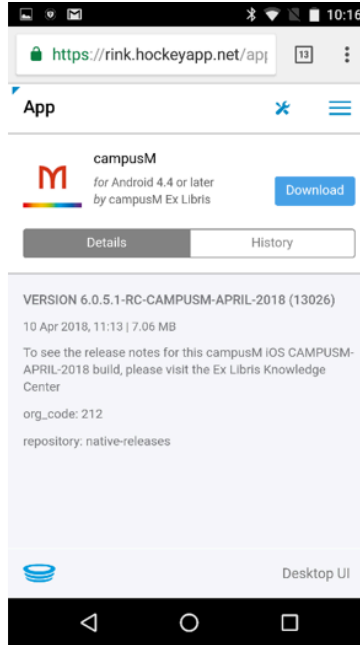 10:16
https://rink.hockeyapp.net/app
13
App
campusM
for Android 4.4 or later
by campusM Ex Libris
Download
Details
History
VERSION 6.0.5.1-RC-CAMPUSM-APRIL-2018 (13026)
10 Apr 2018, 11:13 | 7.06 MB
To see the release notes for this campusM iOS CAMPUSM-
APRIL-2018 build, please visit the Ex Libris Knowledge
Center
org_code: 212
repository: native-releases
Desktop UI